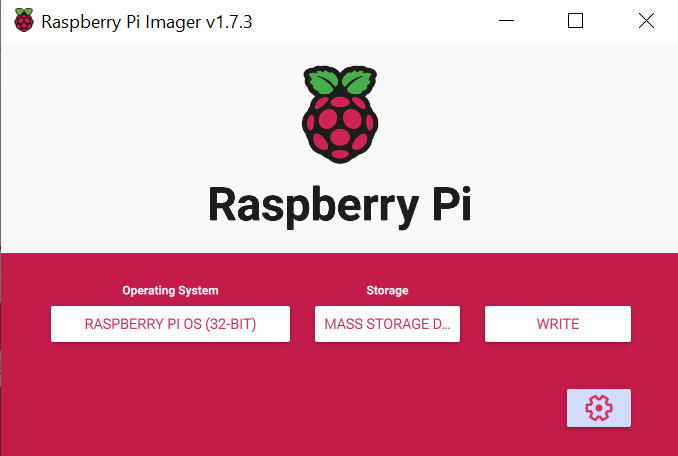 Raspberry Pi Imager v1.7.3
Raspberry Pi
Operating System
Storage
RASPBERRY PI OS (32-BIT)
MASS STORAGE D...
WRITE